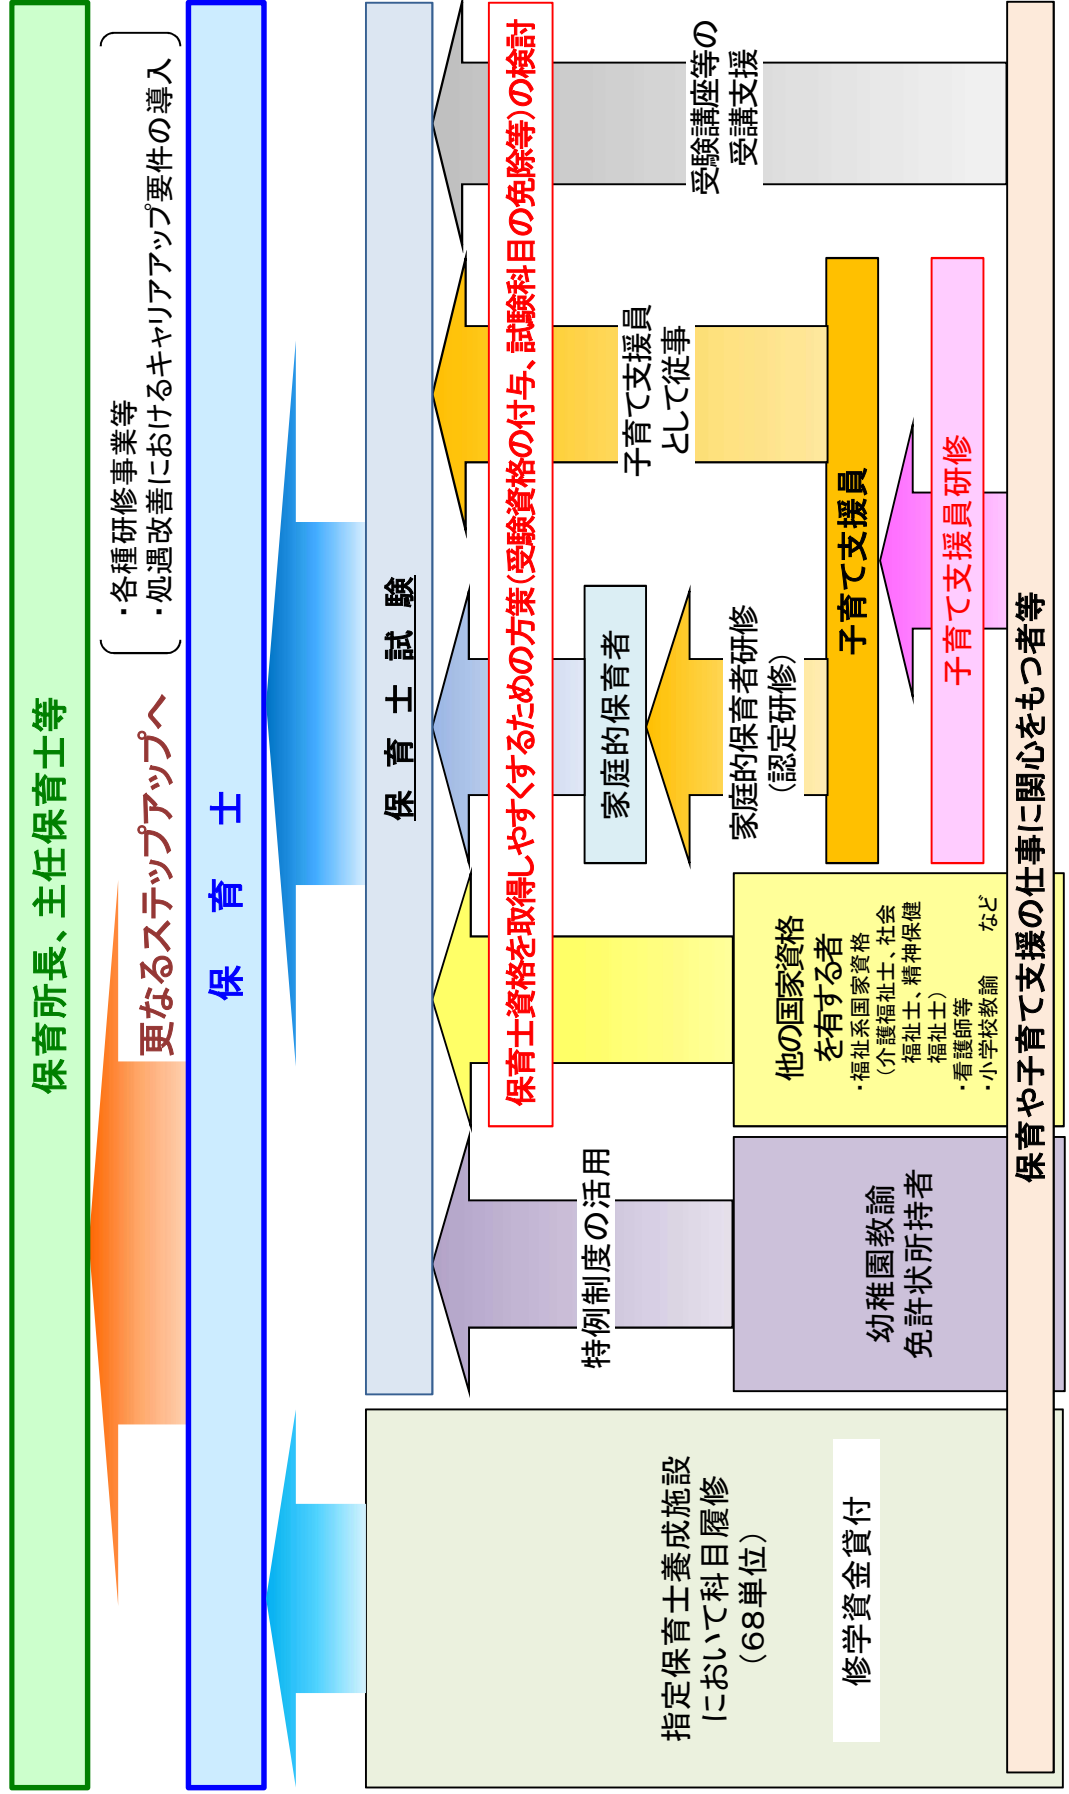 保育所長、主任保育士等
更なるステップアップへ
・各種研修事業等
・処遇改善におけるキャリアアップ要件の導入
保　育　士
保　育　士　試　験
保育士資格を取得しやすくするための方策（受験資格の付与、試験科目の免除等）の検討
指定保育士養成施設
において科目履修
（６８単位）
修学資金貸付
特例制度の活用
幼稚園教諭
免許状所持者
他の国家資格
を有する者
・福祉系国家資格
（介護福祉士、社会
福祉士、精神保健
福祉士）
・看護師等
・小学校教諭　など
家庭的保育者
家庭的保育者研修
（認定研修）
子育て支援員
として従事
子育て支援員
子育て支援員研修
受験講座等の
受講支援
保育や子育て支援の仕事に関心をもつ者等